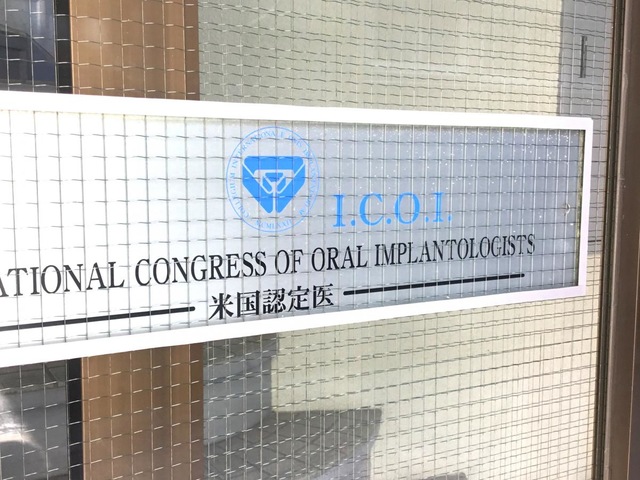 I.C.O.I.
ATIONAL CONGRESS OF ORAL IMPLANTOLOGISTS
米国認定医